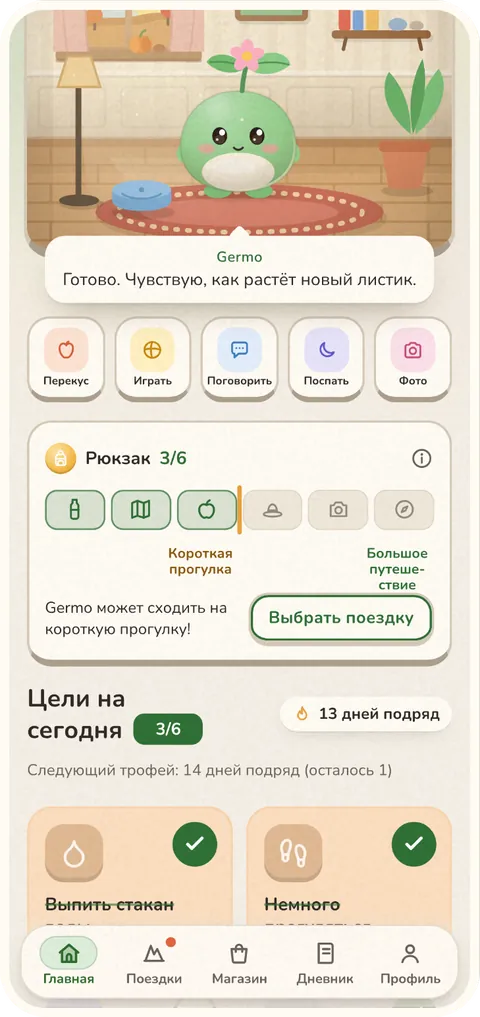 Germo
Готово. Чувствую, как растёт новый листик.
Перекус
Играть
Поговорить
Поспать
Фото
Рюкзак 3/6
Короткая
прогулка
Большое
путеше-
ствие
Germo может сходить на
короткую прогулку!
Выбрать поездку
Цели на
сегодня 3/6
13 дней подряд
Следующий трофей: 14 дней подряд (осталось 1)
Выпить стакан
Немного
Главная
Поездки
Магазин
Дневник
Профиль